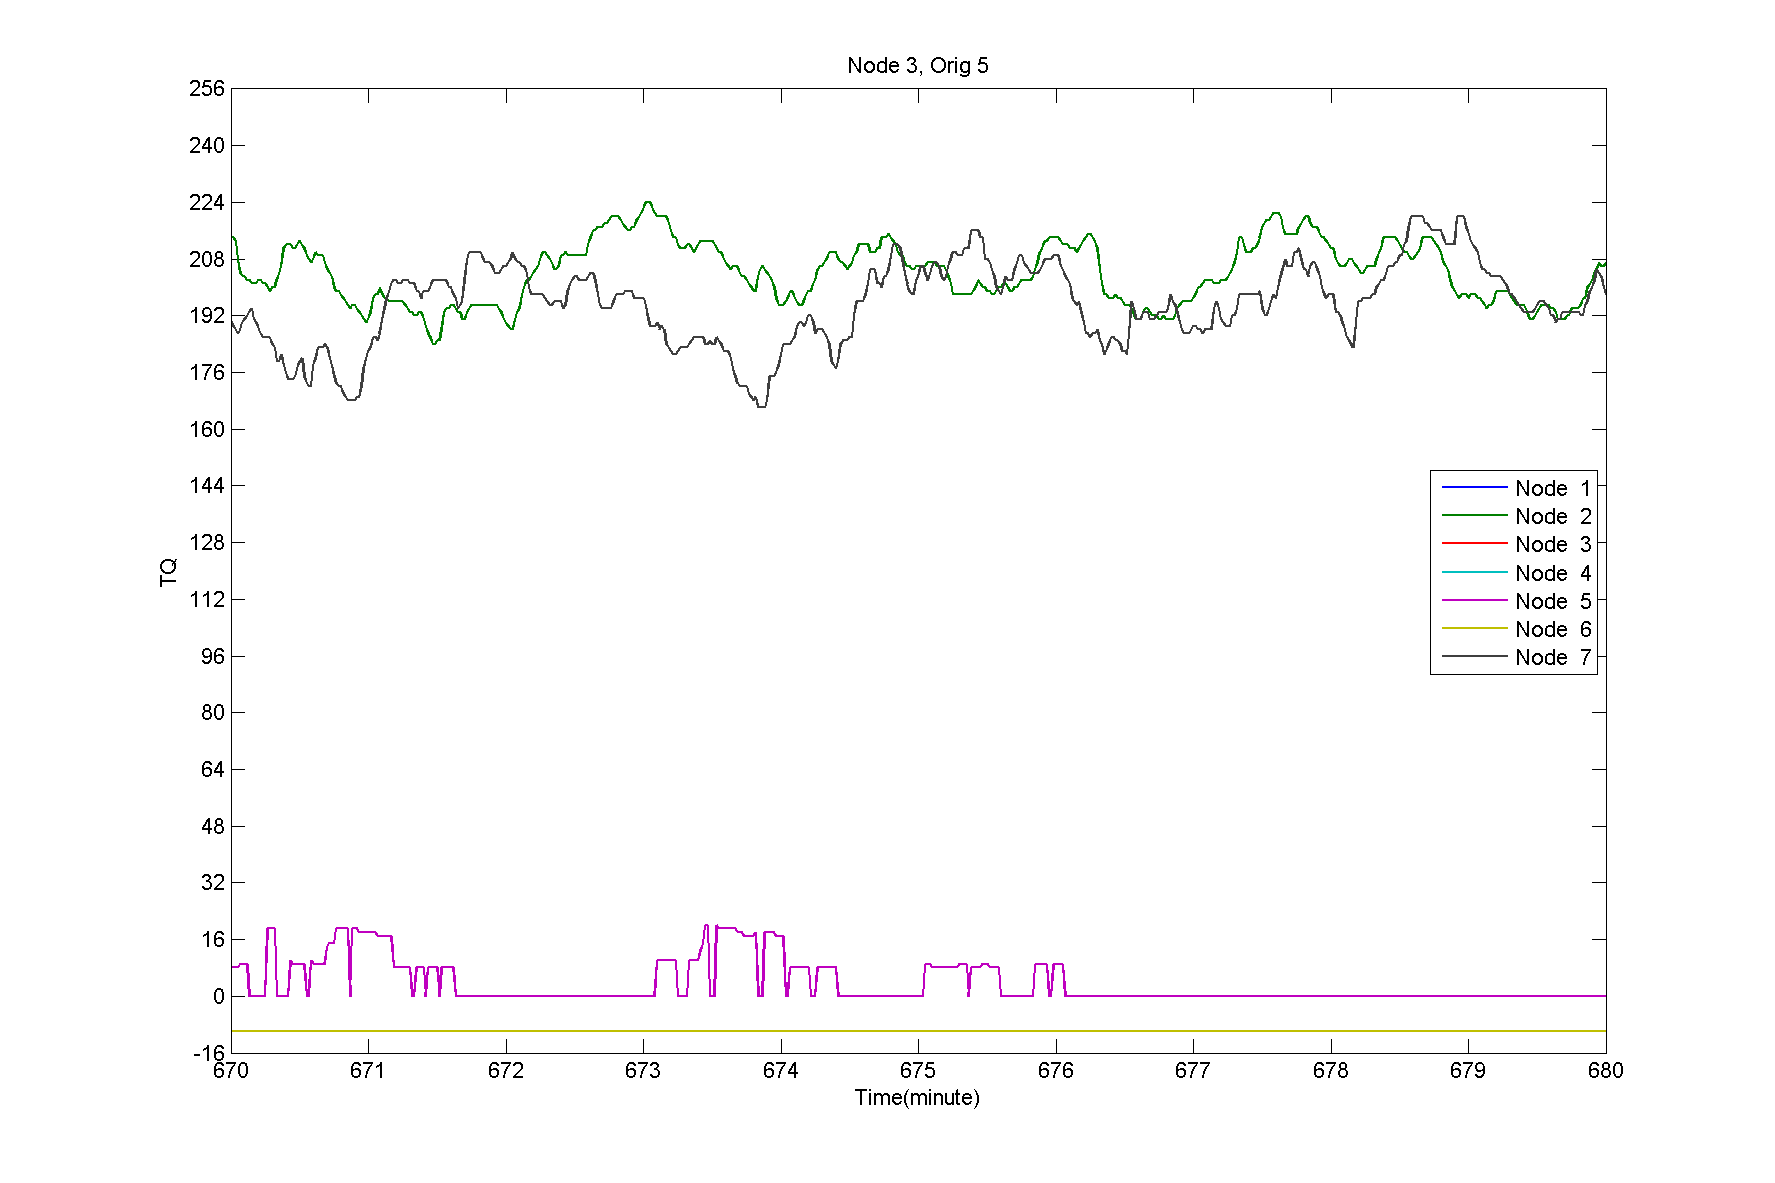 Node 3, Orig 5
256
240
224
208
192
176
160
144
128
112
96
80
64
48
32
16
0
-16
TQ
Node 1
Node 2
Node 3
Node 4
Node 5
Node 6
Node 7
670 671 672 673 674 675 676 677 678 679 680
Time(minute)